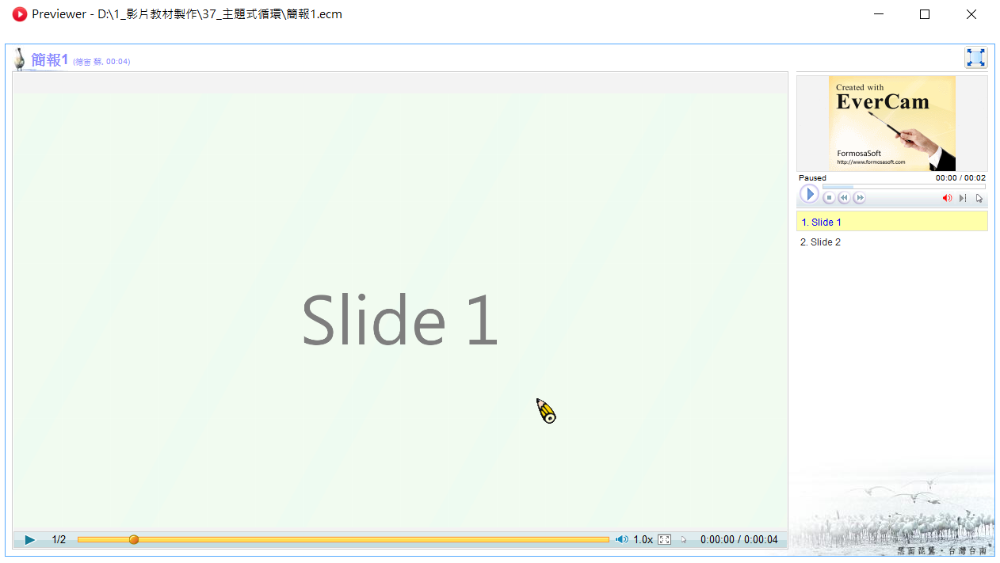 Previewer - D:\1_影片教材製作\37_主題式循環\簡報1.ecm
簡報1 (德宙 蔡, 00:04)
Created with
EverCam
FormosaSoft
http://www.formosasoft.com
Paused 00:00 / 00:02
1. Slide 1
2. Slide 2
Slide 1
1/2 1.0x 0:00:00 / 0:00:04
黑面琵鷺 - 台灣台南